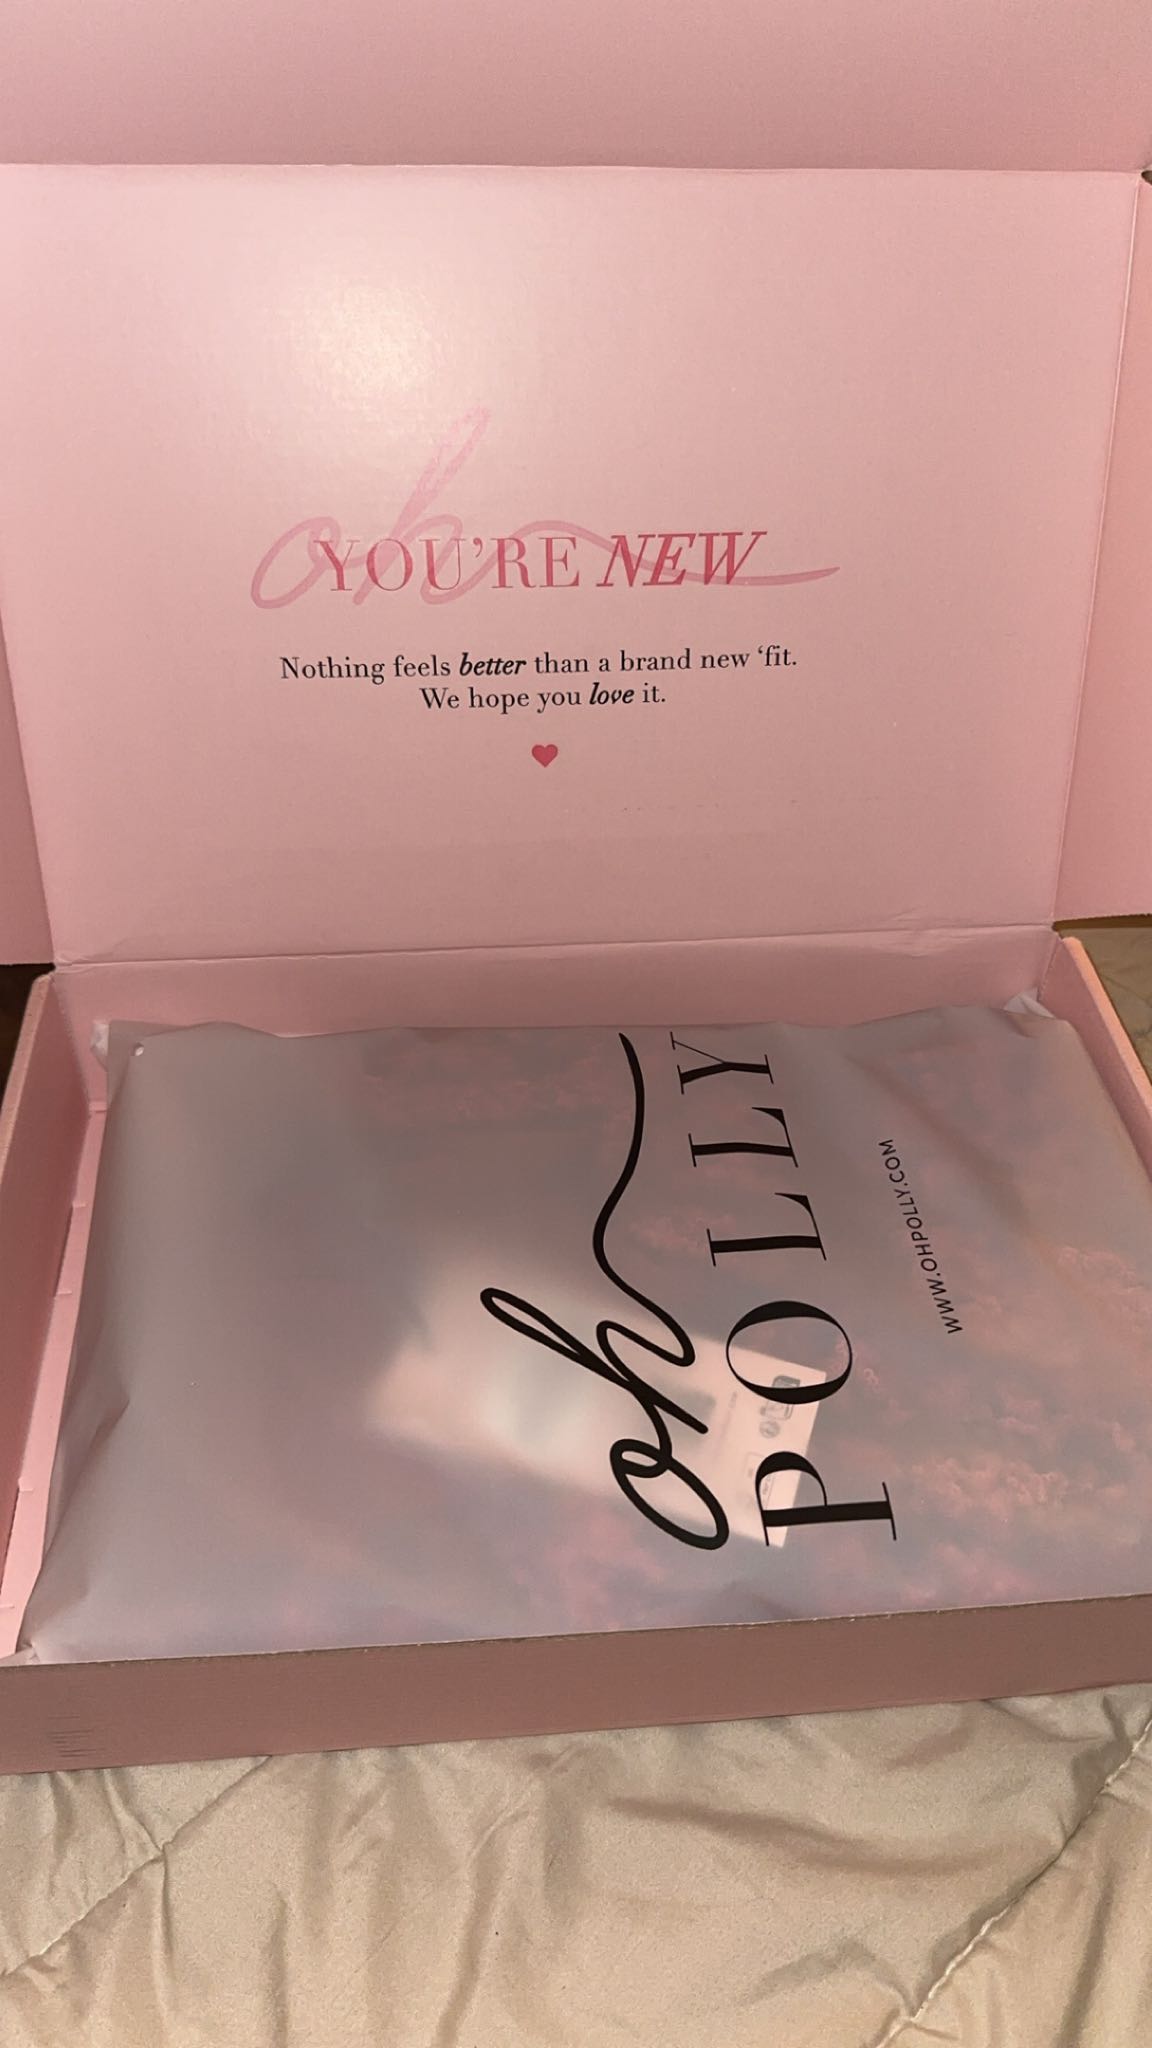 oh
YOU'RE NEW
Nothing feels better than a brand new ‘fit.
We hope you love it.
oh
POLLY
WWW.OHPOLLY.COM